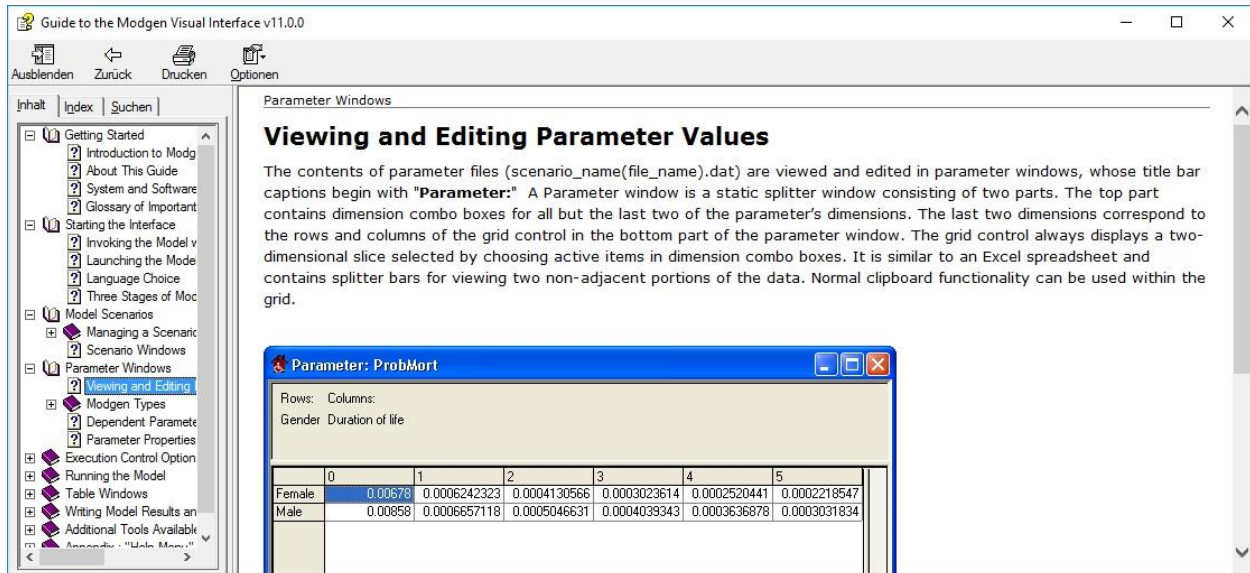 Guide to the Modgen Visual Interface v11.0.0
Ausblenden Zurück Drucken Optionen
Inhalt Index Suchen
Getting Started
Introduction to Modg
About This Guide
System and Software
Glossary of Important
Starting the Interface
Invoking the Model v
Launching the Mode
Language Choice
Three Stages of Moc
Model Scenarios
Managing a Scenaric
Scenario Windows
Parameter Windows
Viewing and Editing
Modgen Types
Dependent Paramete
Parameter Properties
Execution Control Option
Running the Model
Table Windows
Writing Model Results an
Additional Tools Available
Appendix : "Help Menu"
Parameter Windows
Viewing and Editing Parameter Values
The contents of parameter files (scenario_name(file_name).dat) are viewed and edited in parameter windows, whose title bar
captions begin with "Parameter:" A Parameter window is a static splitter window consisting of two parts. The top part
contains dimension combo boxes for all but the last two of the parameter’s dimensions. The last two dimensions correspond to
the rows and columns of the grid control in the bottom part of the parameter window. The grid control always displays a two-
dimensional slice selected by choosing active items in dimension combo boxes. It is similar to an Excel spreadsheet and
contains splitter bars for viewing two non-adjacent portions of the data. Normal clipboard functionality can be used within the
grid.
Parameter: ProbMort
Rows: Columns:
Gender Duration of life
0 1 2 3 4 5
Female 0.00678 0.0006242323 0.0004130566 0.0003023614 0.0002520441 0.0002218547
Male 0.00858 0.0006657118 0.0005046631 0.0004039343 0.0003636878 0.0003031834